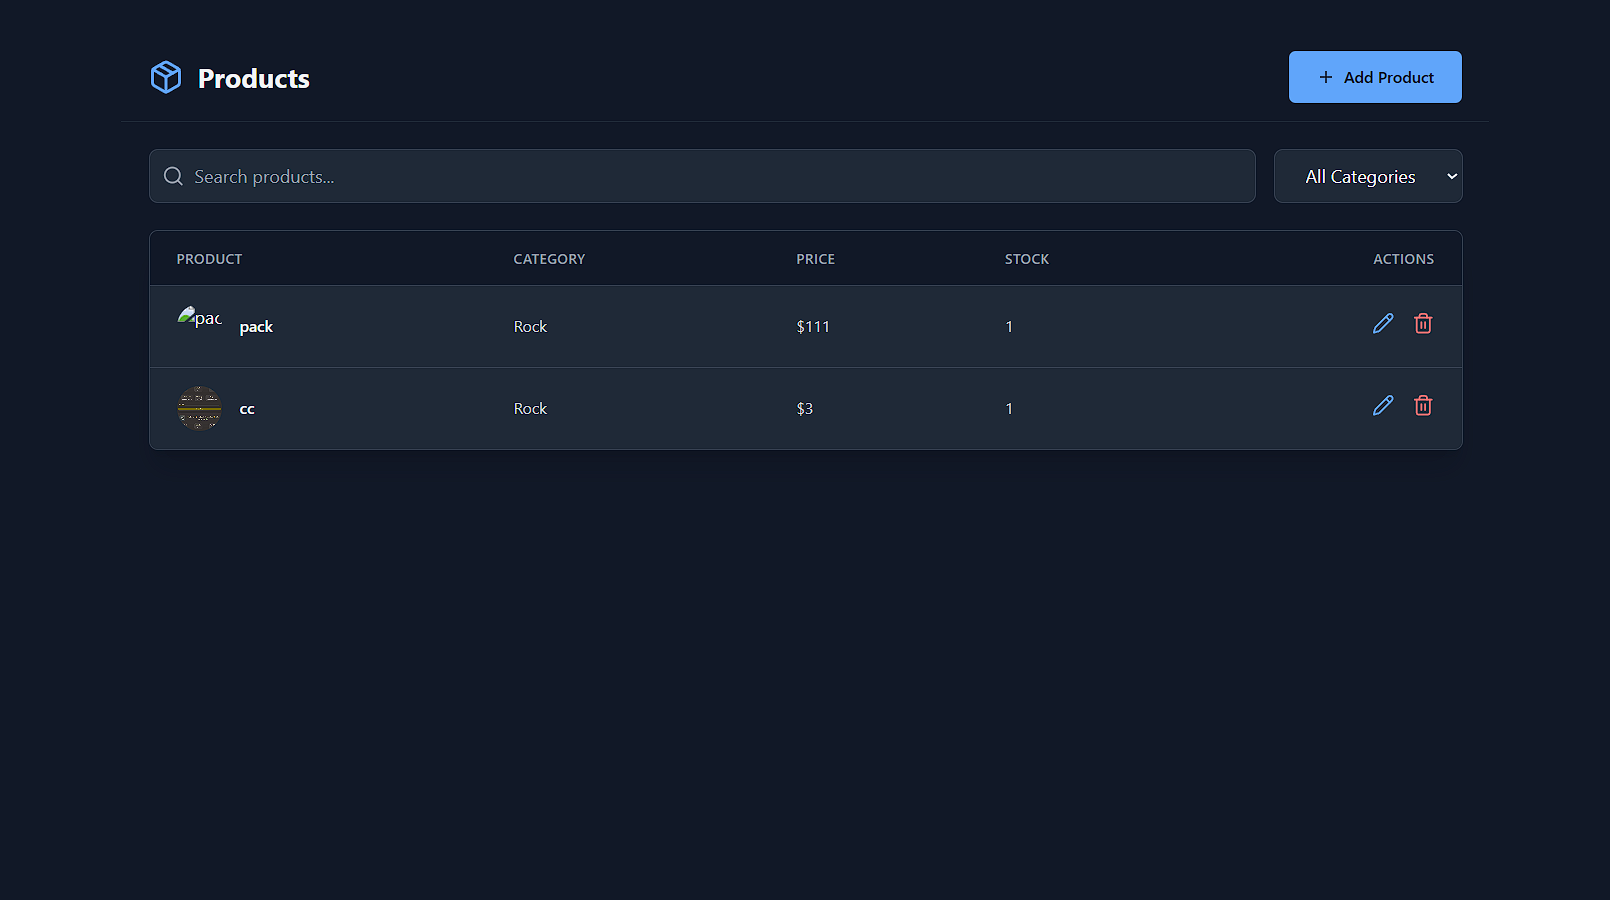 Products
Add Product
Search products...
All Categories
PRODUCT CATEGORY PRICE STOCK ACTIONS
pac pack Rock $111 1
cc Rock $3 1